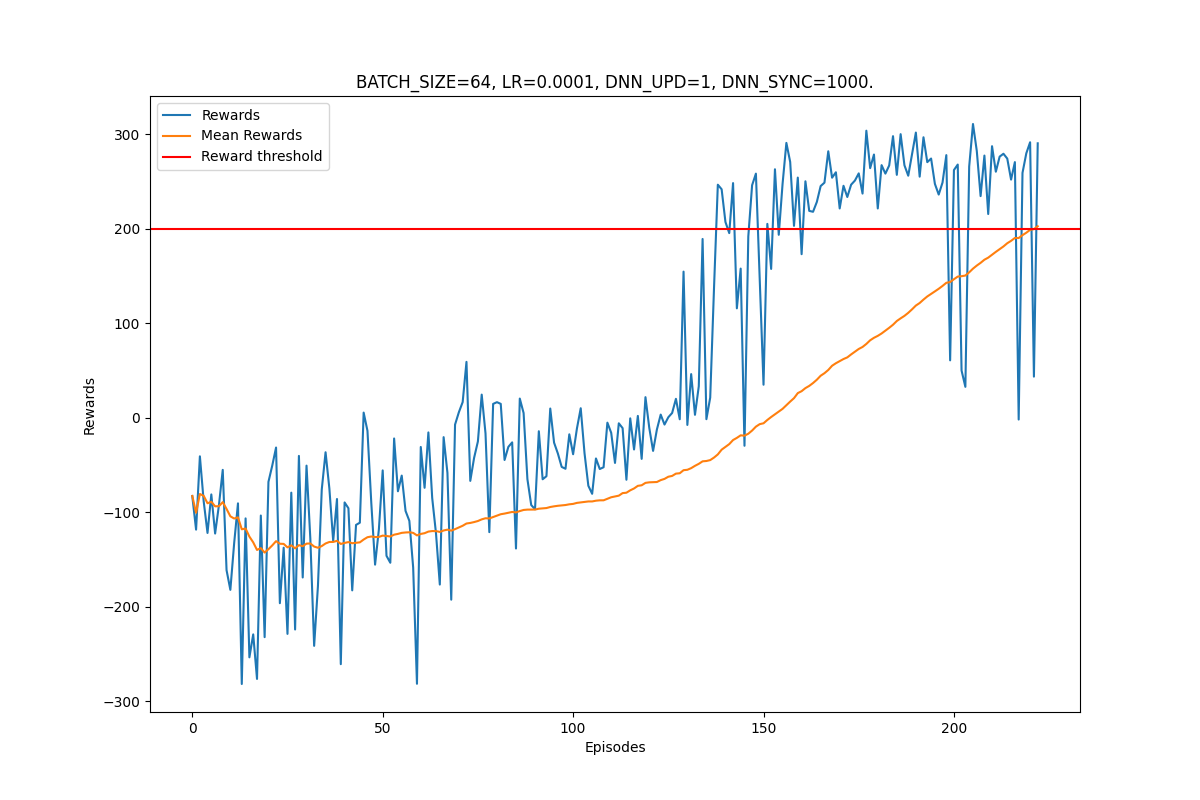 BATCH_SIZE=64, LR=0.0001, DNN_UPD=1, DNN_SYNC=1000.
Rewards
Mean Rewards
Reward threshold
300
200
100
0
−100
−200
−300
Rewards
0
50
100
150
200
Episodes